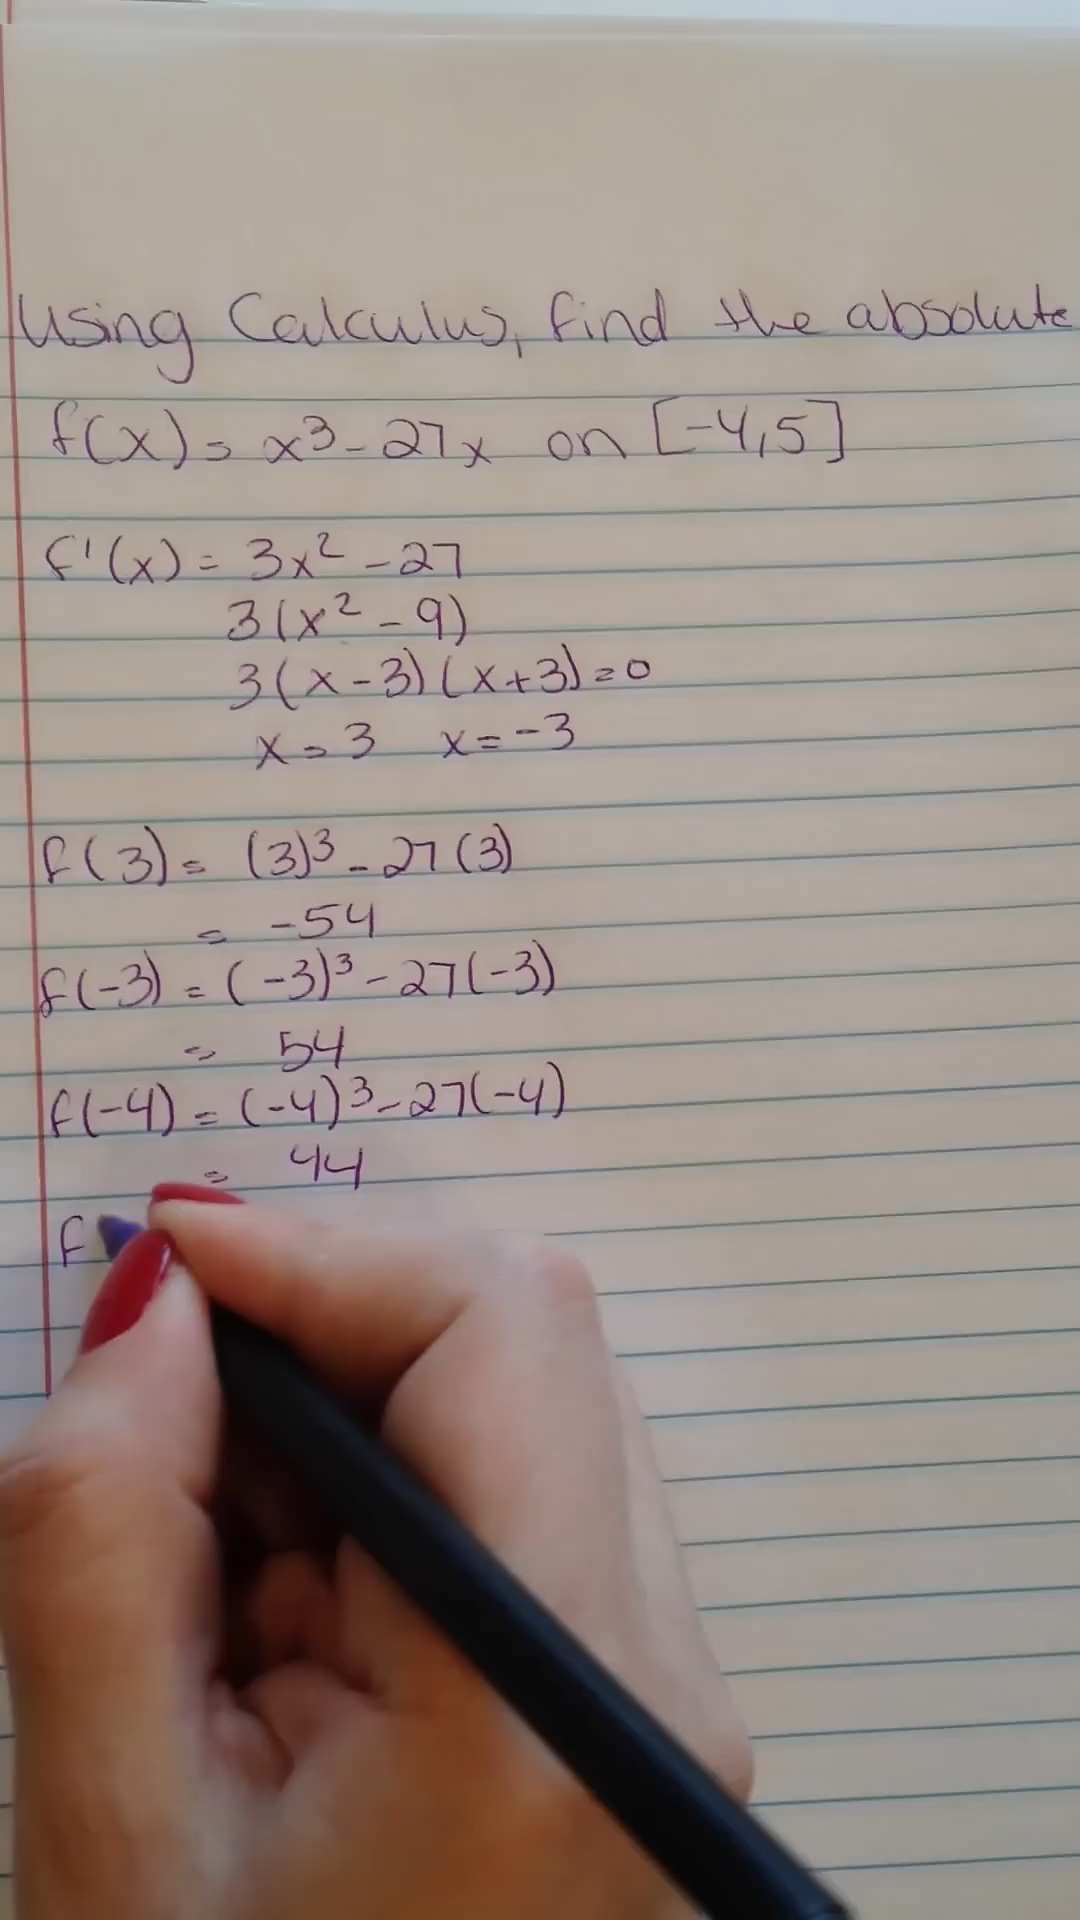 Using Calculus, find the absolute
f(x) = x³ - 27x on [-4,5]
f'(x) = 3x² - 27
3(x² - 9)
3(x-3)(x+3)=0
x = 3 x = -3
f(3) = (3)³ - 27(3)
= -54
f(-3) = (-3)³ - 27(-3)
= 54
f(-4) = (-4)³ - 27(-4)
= 44
f